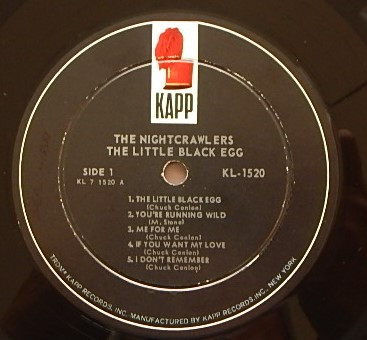 KAPP
THE NIGHTCRAWLERS
THE LITTLE BLACK EGG
SIDE 1
KL-1520
KL 7 1520 A
1. THE LITTLE BLACK EGG
(Chuck Conlon)
2. YOU'RE RUNNING WILD
(M. Stone)
3. ME FOR ME
(Chuck Conlon)
4. IF YOU WANT MY LOVE
(Chuck Conlon)
5. I DON'T REMEMBER
(Chuck Conlon)
KAPP RECORDS, INC. MANUFACTURED BY KAPP RECORDS, INC. NEW YORK